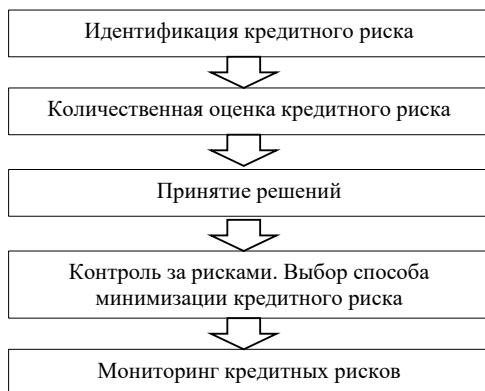 Идентификация кредитного риска
Количественная оценка кредитного риска
Принятие решений
Контроль за рисками. Выбор способа
минимизации кредитного риска
Мониторинг кредитных рисков